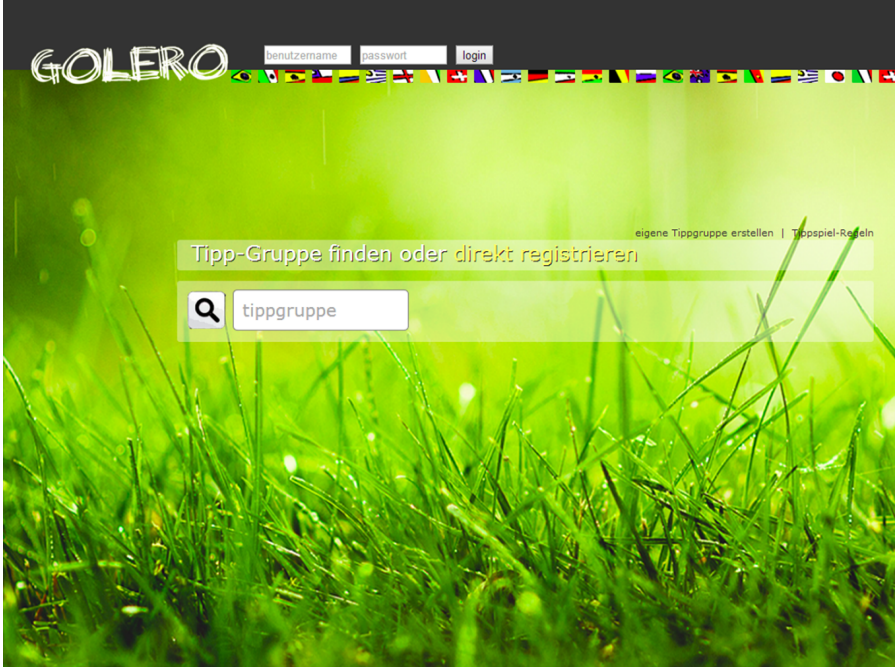 GOLERO
benutzername passwort login
eigene Tippgruppe erstellen | Tippspiel-Regeln
Tipp-Gruppe finden oder direkt registrieren
tippgruppe